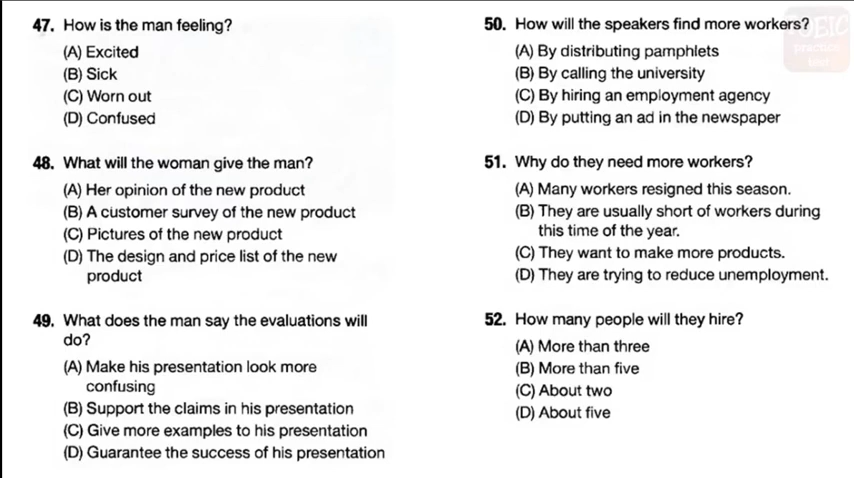 47. How is the man feeling?
(A) Excited
(B) Sick
(C) Worn out
(D) Confused
48. What will the woman give the man?
(A) Her opinion of the new product
(B) A customer survey of the new product
(C) Pictures of the new product
(D) The design and price list of the new
product
49. What does the man say the evaluations will
do?
(A) Make his presentation look more
confusing
(B) Support the claims in his presentation
(C) Give more examples to his presentation
(D) Guarantee the success of his presentation
50. How will the speakers find more workers?
(A) By distributing pamphlets
(B) By calling the university
(C) By hiring an employment agency
(D) By putting an ad in the newspaper
51. Why do they need more workers?
(A) Many workers resigned this season.
(B) They are usually short of workers during
this time of the year.
(C) They want to make more products.
(D) They are trying to reduce unemployment.
52. How many people will they hire?
(A) More than three
(B) More than five
(C) About two
(D) About five
TOEIC
practice
test